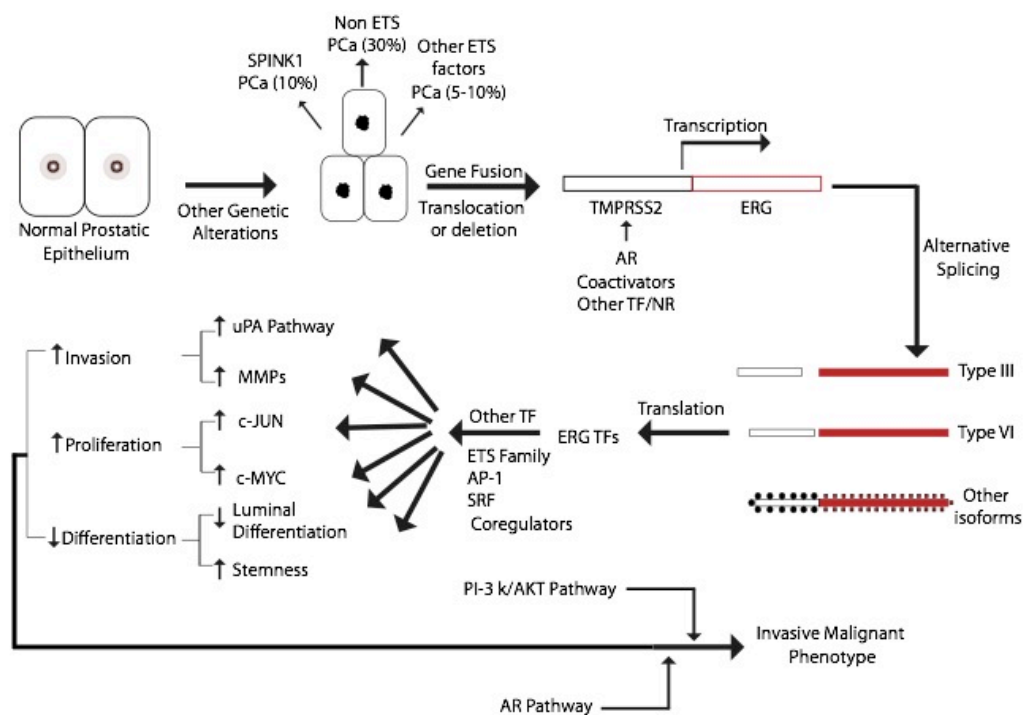 Non ETS
PCa (30%)
SPINK1
PCa (10%)
Other ETS
factors
PCa (5-10%)
Normal Prostatic
Epithelium
Other Genetic
Alterations
Gene Fusion
Translocation
or deletion
Transcription
TMPRSS2
ERG
AR
Coactivators
Other TF/NR
Alternative
Splicing
Type III
Type VI
Other
isoforms
Translation
ERG TFs
Other TF
ETS Family
AP-1
SRF
Coregulators
↑ uPA Pathway
↑ MMPs
↑ Invasion
↑ c-JUN
↑ c-MYC
↑ Proliferation
↓ Luminal
Differentiation
↑ Stemness
↓ Differentiation
PI-3 k/AKT Pathway
AR Pathway
Invasive Malignant
Phenotype